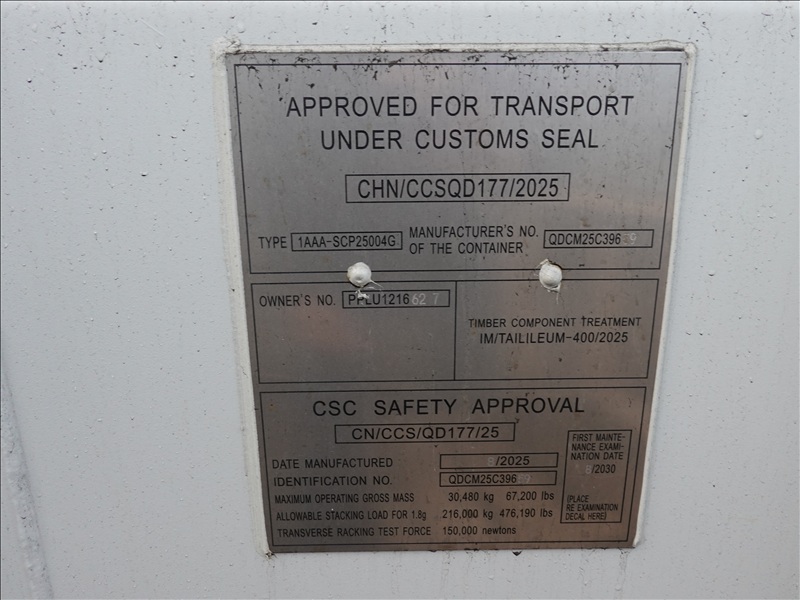 APPROVED FOR TRANSPORT
UNDER CUSTOMS SEAL
CHN/CCSQD177/2025
TYPE 1AAA-SCP25004G MANUFACTURER'S NO. OF THE CONTAINER QDCM25C396
OWNER'S NO.
TIMBER COMPONENT TREATMENT
IM/TAILILEUM-400/2025
CSC SAFETY APPROVAL
CN/CCS/QD177/25
DATE MANUFACTURED 8/2025
IDENTIFICATION NO. QDCM25C396
MAXIMUM OPERATING GROSS MASS 30,480 kg 67,200 lbs
ALLOWABLE STACKING LOAD FOR 1.8g 216,000 kg 476,190 lbs
TRANSVERSE RACKING TEST FORCE 150,000 newtons
FIRST MAINTE-
NANCE EXAMI-
NATION DATE
8/2030
(PLACE
RE EXAMINATION
DECAL HERE)